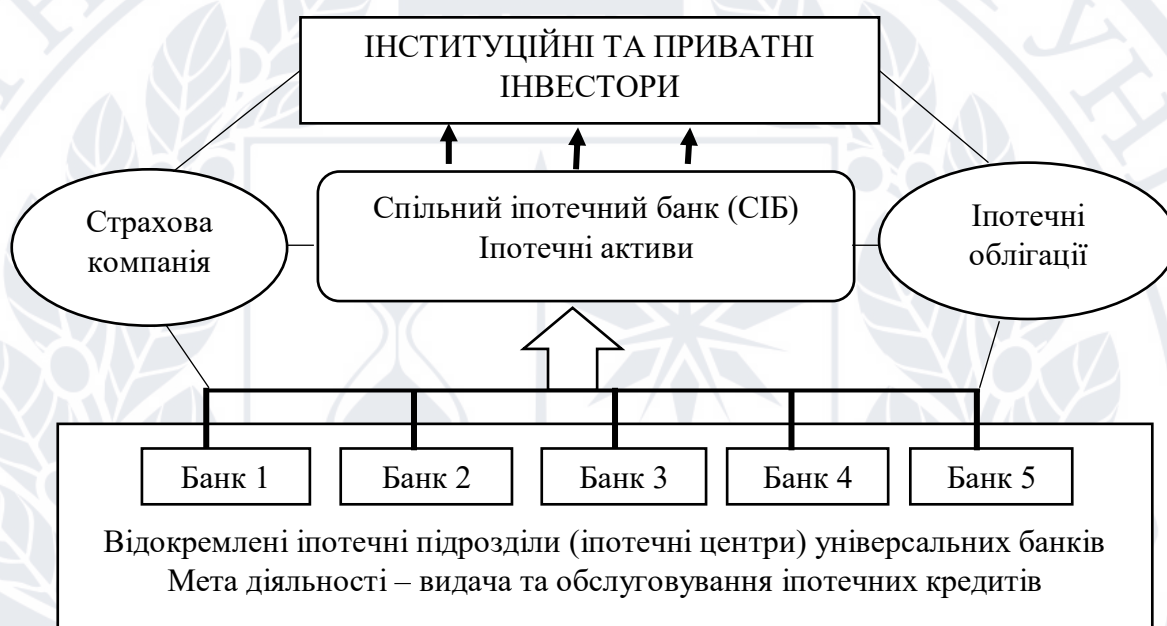 ІНСТИТУЦІЙНІ ТА ПРИВАТНІ
ІНВЕСТОРИ
Страхова
компанія
Спільний іпотечний банк (СІБ)
Іпотечні активи
Іпотечні
облігації
Банк 1
Банк 2
Банк 3
Банк 4
Банк 5
Відокремлені іпотечні підрозділи (іпотечні центри) універсальних банків
Мета діяльності – видача та обслуговування іпотечних кредитів